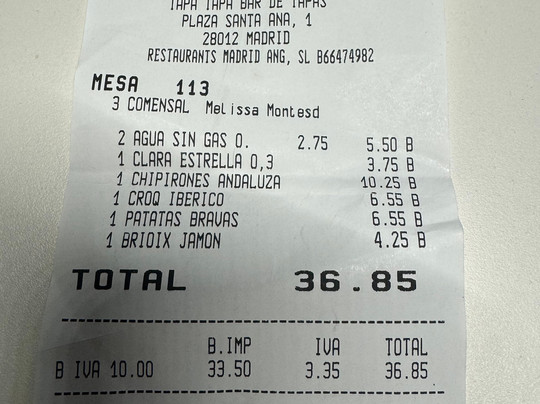 TAPA TAPA BAR DE TAPAS
PLAZA SANTA ANA, 1
28012 MADRID
RESTAURANTS MADRID ANG, SL B66474982
MESA 113
3 COMENSAL Melissa Montesd
2 AGUA SIN GAS O. 2.75 5.50 B
1 CLARA ESTRELLA 0,3 3.75 B
1 CHIPIRONES ANDALUZA 10.25 B
1 CROQ IBERICO 6.55 B
1 PATATAS BRAVAS 6.55 B
1 BRIOIX JAMON 4.25 B
TOTAL 36.85
B.IMP IVA TOTAL
B IVA 10.00 33.50 3.35 36.85